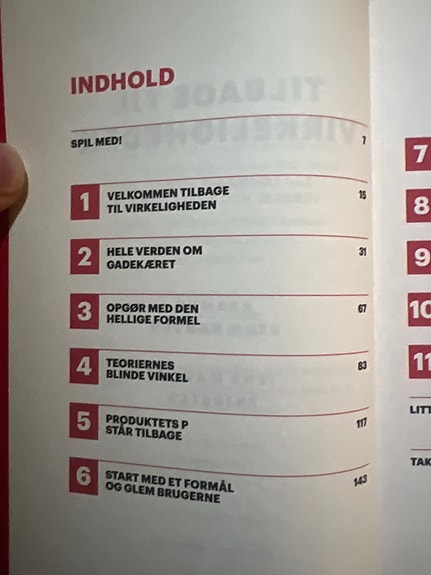 INDHOLD
SPIL MED! 7
1 VELKOMMEN TILBAGE 15
TIL VIRKELIGHEDEN
2 HELE VERDEN OM 31
GADEKÆRET
3 OPGØR MED DEN 67
HELLIGE FORMEL
4 TEORIERNES 83
BLINDE VINKEL
5 PRODUKTETS P 117
STÅR TILBAGE
6 START MED ET FORMÅL 143
OG GLEM BRUGERNE
7
8
9
10
11
LITT
TAK